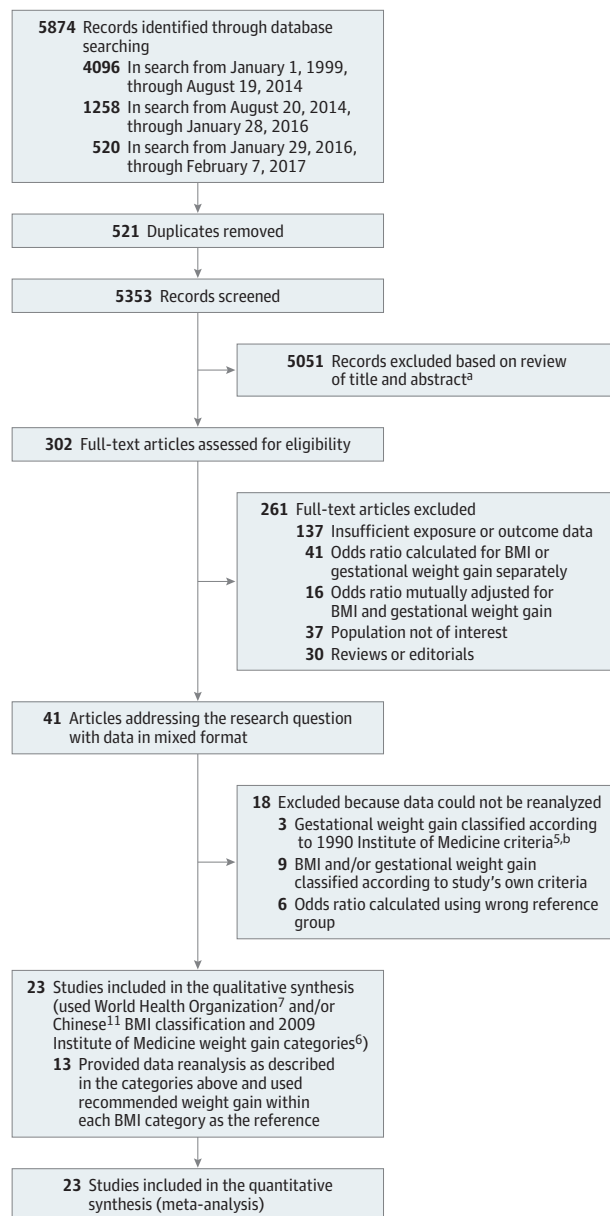 5874 Records identified through database
searching
4096 In search from January 1, 1999,
through August 19, 2014
1258 In search from August 20, 2014,
through January 28, 2016
520 In search from January 29, 2016,
through February 7, 2017
521 Duplicates removed
5353 Records screened
5051 Records excluded based on review
of title and abstractᵃ
302 Full-text articles assessed for eligibility
261 Full-text articles excluded
137 Insufficient exposure or outcome data
41 Odds ratio calculated for BMI or
gestational weight gain separately
16 Odds ratio mutually adjusted for
BMI and gestational weight gain
37 Population not of interest
30 Reviews or editorials
41 Articles addressing the research question
with data in mixed format
18 Excluded because data could not be reanalyzed
3 Gestational weight gain classified according
to 1990 Institute of Medicine criteria⁵,ᵇ
9 BMI and/or gestational weight gain
classified according to study's own criteria
6 Odds ratio calculated using wrong reference
group
23 Studies included in the qualitative synthesis
(used World Health Organization⁷ and/or
Chinese¹¹ BMI classification and 2009
Institute of Medicine weight gain categories⁶)
13 Provided data reanalysis as described
in the categories above and used
recommended weight gain within
each BMI category as the reference
23 Studies included in the quantitative
synthesis (meta-analysis)